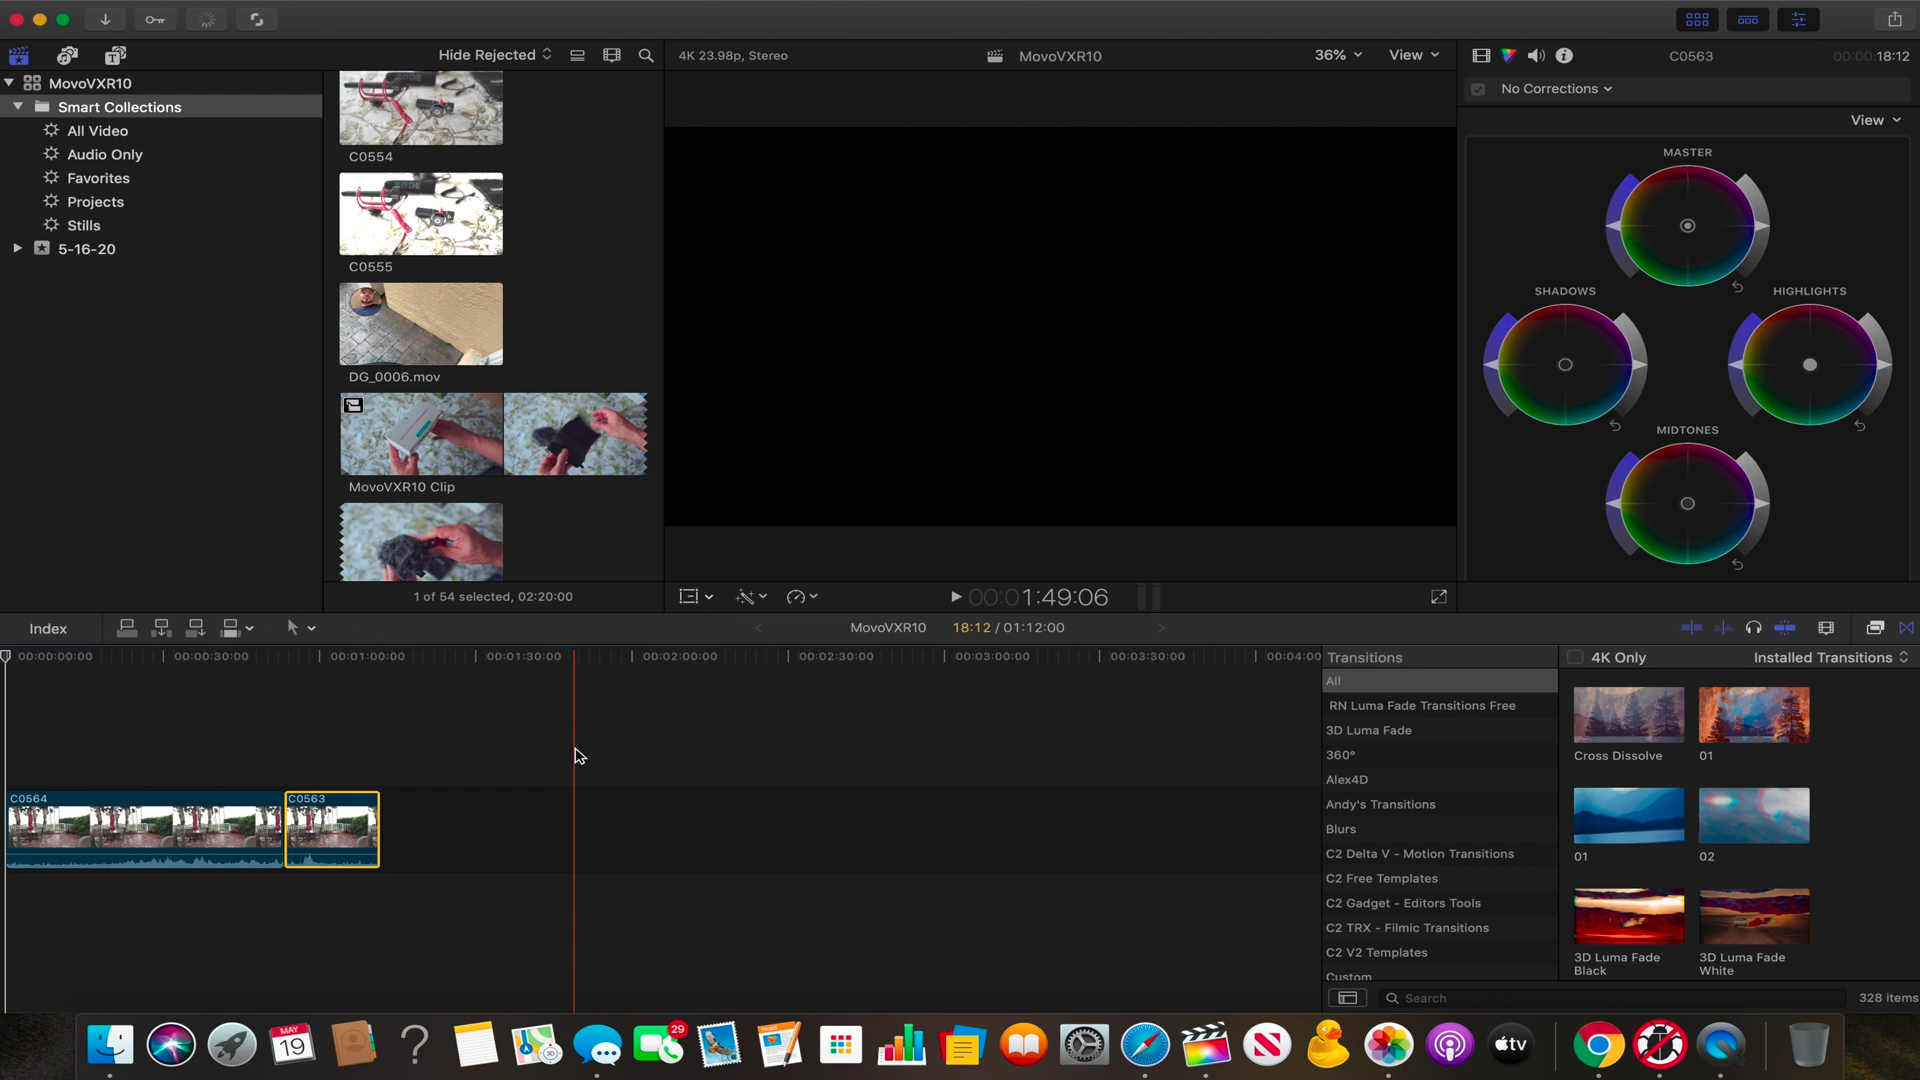 Hide Rejected
4K 23.98p, Stereo
MovoVXR10
36%
View
C0563
00:00:18:12
MovoVXR10
No Corrections
Smart Collections
View
All Video
Audio Only
Favorites
Projects
Stills
5-16-20
C0554
C0555
DG_0006.mov
MovoVXR10 Clip
1 of 54 selected, 02:20:00
00:01:49:06
MASTER
SHADOWS
HIGHLIGHTS
MIDTONES
Index
MovoVXR10
18:12 / 01:12:00
00:00:00:00
00:00:30:00
00:01:00:00
00:01:30:00
00:02:00:00
00:02:30:00
00:03:00:00
00:03:30:00
00:04:00
C0564
C0563
Transitions
4K Only
Installed Transitions
All
RN Luma Fade Transitions Free
3D Luma Fade
360°
Alex4D
Andy's Transitions
Blurs
C2 Delta V - Motion Transitions
C2 Free Templates
C2 Gadget - Editors Tools
C2 TRX - Filmic Transitions
C2 V2 Templates
Custom
Cross Dissolve
01
01
02
3D Luma Fade
Black
3D Luma Fade
White
Search
328 items
MAY
19
29
tv